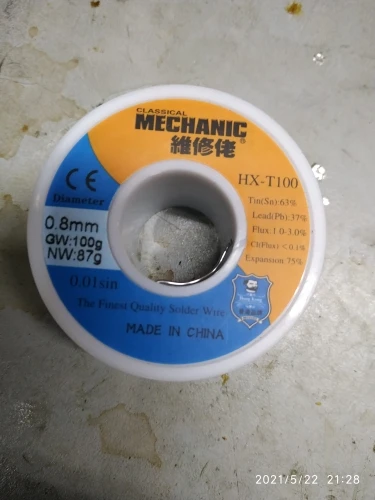 CLASSICAL
MECHANIC®
維修佬
HX-T100
Tin(Sn):63%
Lead(Pb):37%
Flux:1.0-3.0%
Cl(Flux)<0.1%
Expansion:75%
CE
Diameter
0.8mm
GW:100g
NW:87g
0.01sin
The Finest Quality Solder Wire
MADE IN CHINA
2021/5/22 21:28